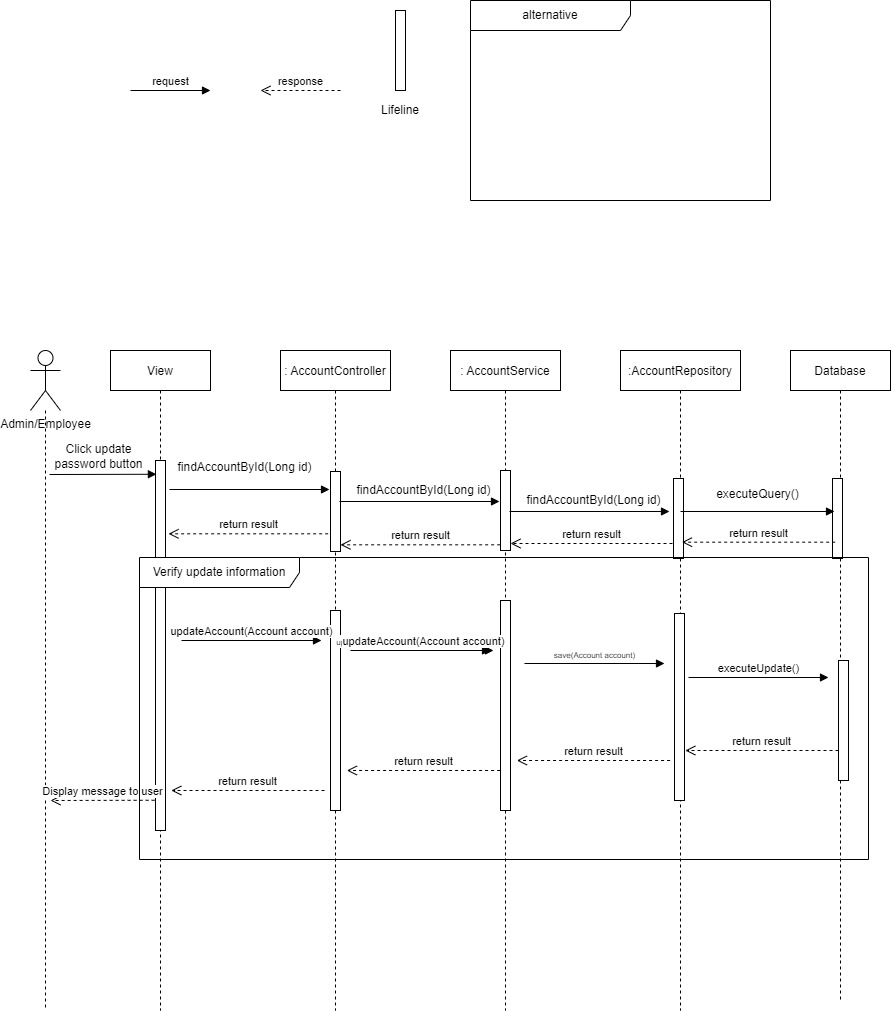 alternative
request
response
Lifeline
View
: AccountController
: AccountService
:AccountRepository
Database
Admin/Employee
Click update
password button
findAccountById(Long id)
findAccountById(Long id)
findAccountById(Long id)
executeQuery()
return result
return result
return result
return result
Verify update information
updateAccount(Account account)
updateAccount(Account account)
save(Account account)
executeUpdate()
return result
return result
return result
return result
Display message to user